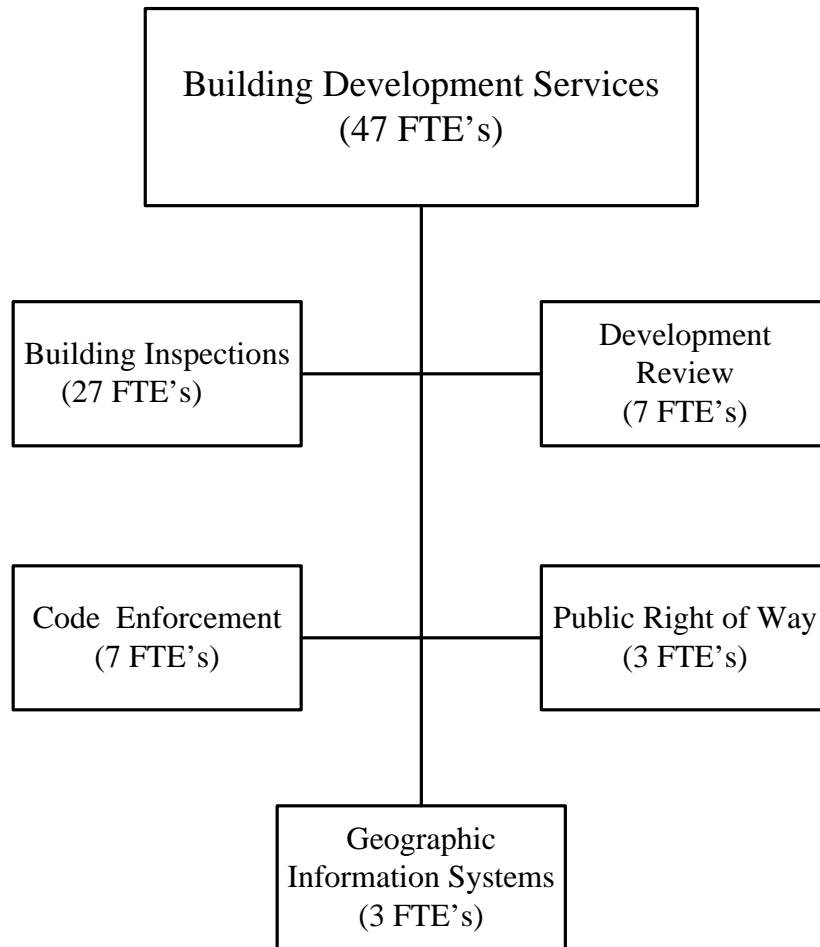 Building Development Services
(47 FTE’s)
Building Inspections
(27 FTE’s)
Development
Review
(7 FTE’s)
Code  Enforcement
(7 FTE’s)
Public Right of Way
(3 FTE’s)
Geographic
Information Systems
(3 FTE’s)